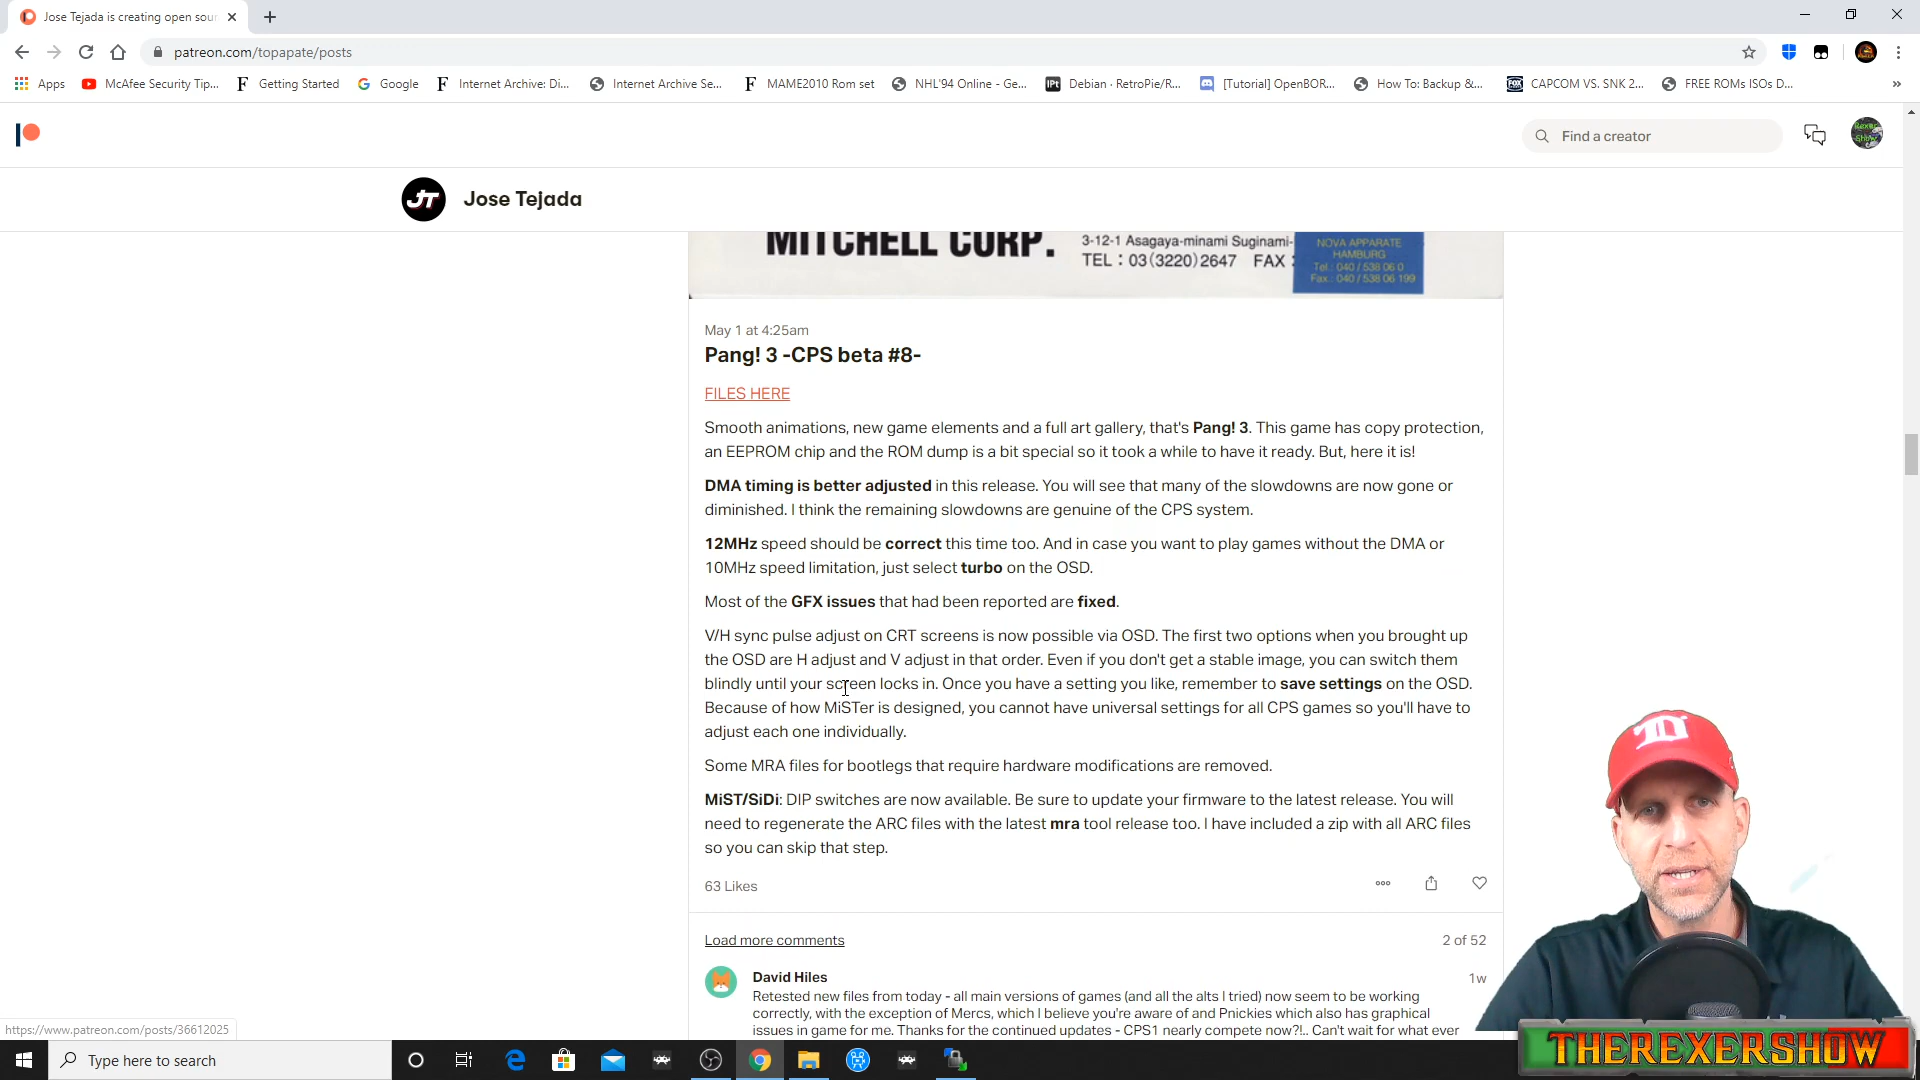 Jose Tejada is creating open sour
patreon.com/topapate/posts
Apps
McAfee Security Tip...
Getting Started
Google
Internet Archive: Di...
Internet Archive Se...
MAME2010 Rom set
NHL'94 Online - Ge...
Debian · RetroPie/R...
[Tutorial] OpenBOR...
How To: Backup &...
CAPCOM VS. SNK 2...
FREE ROMs ISOs D...
»
Find a creator
JT
Jose Tejada
MITCHELL CORP.
3-12-1 Asagaya-minami Suginami-
TEL : 03(3220)2647 FAX :
NOVA APPARATE
HAMBURG
Tel.: 040 / 538 06 0
Fax.: 040 / 538 06 199
May 1 at 4:25am
Pang! 3 -CPS beta #8-
FILES HERE
Smooth animations, new game elements and a full art gallery, that's Pang! 3. This game has copy protection,
an EEPROM chip and the ROM dump is a bit special so it took a while to have it ready. But, here it is!
DMA timing is better adjusted in this release. You will see that many of the slowdowns are now gone or
diminished. I think the remaining slowdowns are genuine of the CPS system.
12MHz speed should be correct this time too. And in case you want to play games without the DMA or
10MHz speed limitation, just select turbo on the OSD.
Most of the GFX issues that had been reported are fixed.
V/H sync pulse adjust on CRT screens is now possible via OSD. The first two options when you brought up
the OSD are H adjust and V adjust in that order. Even if you don't get a stable image, you can switch them
blindly until your screen locks in. Once you have a setting you like, remember to save settings on the OSD.
Because of how MiSTer is designed, you cannot have universal settings for all CPS games so you'll have to
adjust each one individually.
Some MRA files for bootlegs that require hardware modifications are removed.
MiST/SiDi: DIP switches are now available. Be sure to update your firmware to the latest release. You will
need to regenerate the ARC files with the latest mra tool release too. I have included a zip with all ARC files
so you can skip that step.
63 Likes
Load more comments
2 of 52
David Hiles
1w
Retested new files from today - all main versions of games (and all the alts I tried) now seem to be working
correctly, with the exception of Mercs, which I believe you're aware of and Pnickies which also has graphical
issues in game for me. Thanks for the continued updates - CPS1 nearly compete now?!.. Can't wait for what ever
https://www.patreon.com/posts/36612025
Type here to search
THEREXERSHOW